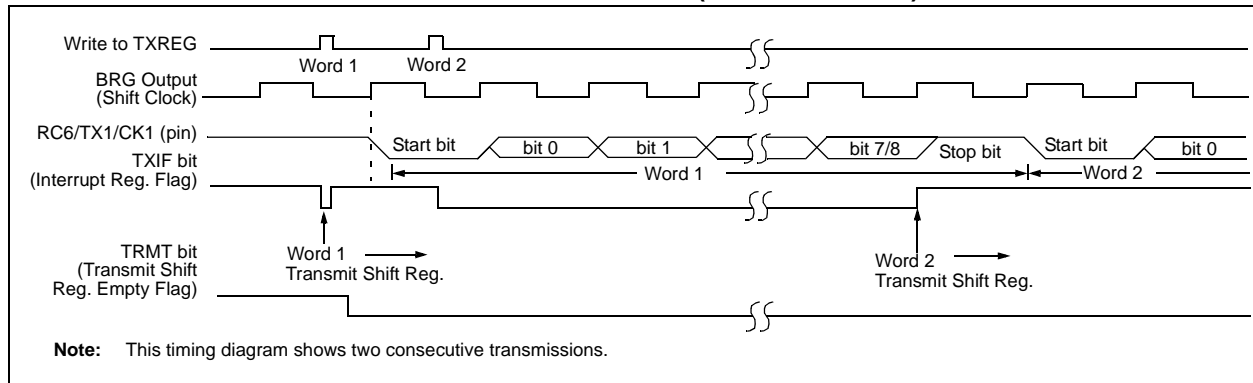 Write to TXREG
Word 1
Word 2
BRG Output
(Shift Clock)
RC6/TX1/CK1 (pin)
Start bit
bit 0
bit 1
bit 7/8
Stop bit
Start bit
bit 0
TXIF bit
(Interrupt Reg. Flag)
Word 1
Word 2
Word 1
Transmit Shift Reg.
Word 2
Transmit Shift Reg.
TRMT bit
(Transmit Shift
Reg. Empty Flag)
Note: This timing diagram shows two consecutive transmissions.